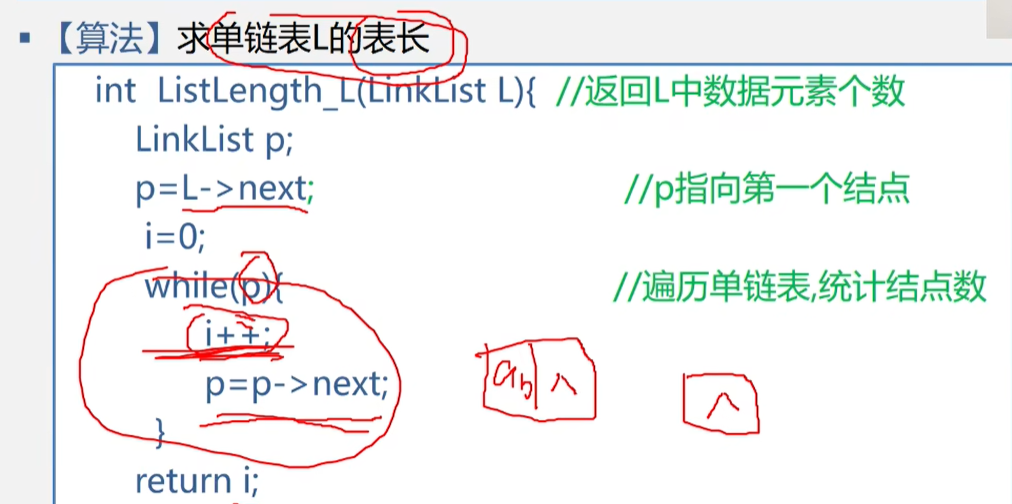 ▪ 【算法】求单链表L的表长
int ListLength_L(LinkList L){ //返回L中数据元素个数
LinkList p;
p=L->next; //p指向第一个结点
i=0;
while(p){ //遍历单链表,统计结点数
i++;
p=p->next;
}
return i;